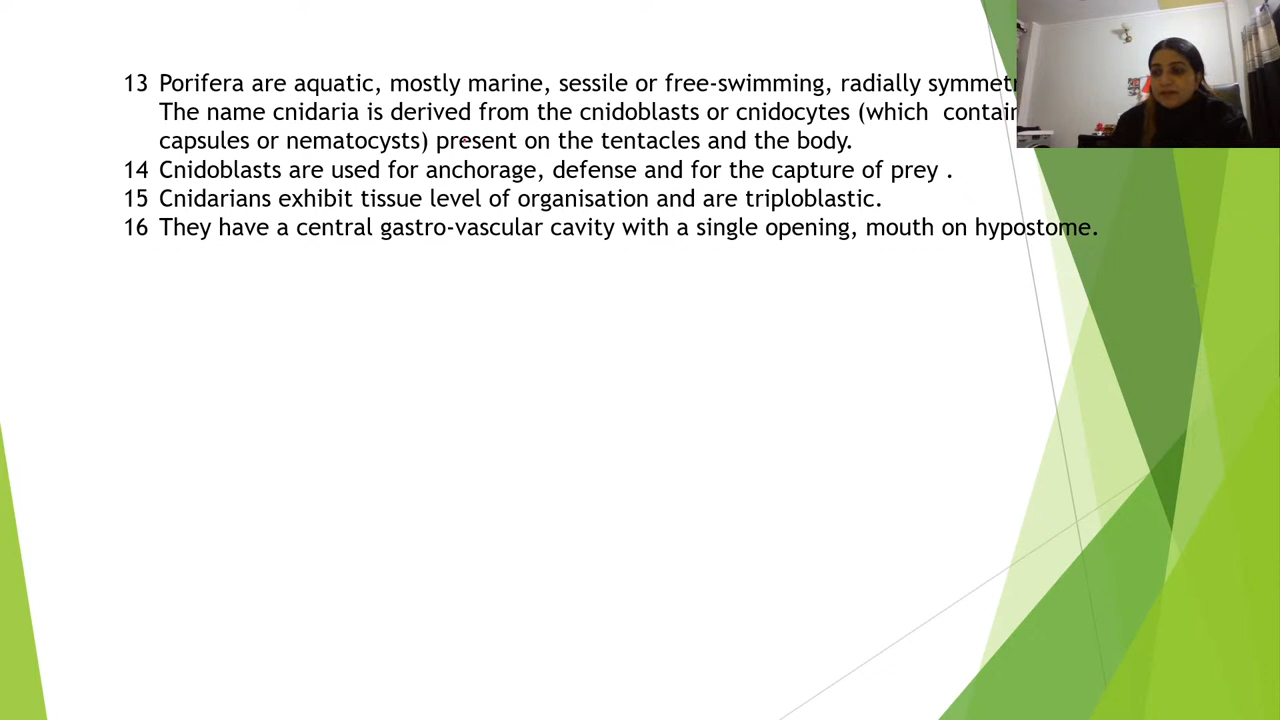 13 Porifera are aquatic, mostly marine, sessile or free-swimming, radially
The name cnidaria is derived from the cnidoblasts or cnidocytes (which
capsules or nematocysts) present on the tentacles and the body.
14 Cnidoblasts are used for anchorage, defense and for the capture of prey .
15 Cnidarians exhibit tissue level of organisation and are triploblastic.
16 They have a central gastro-vascular cavity with a single opening, mouth on hypostome.